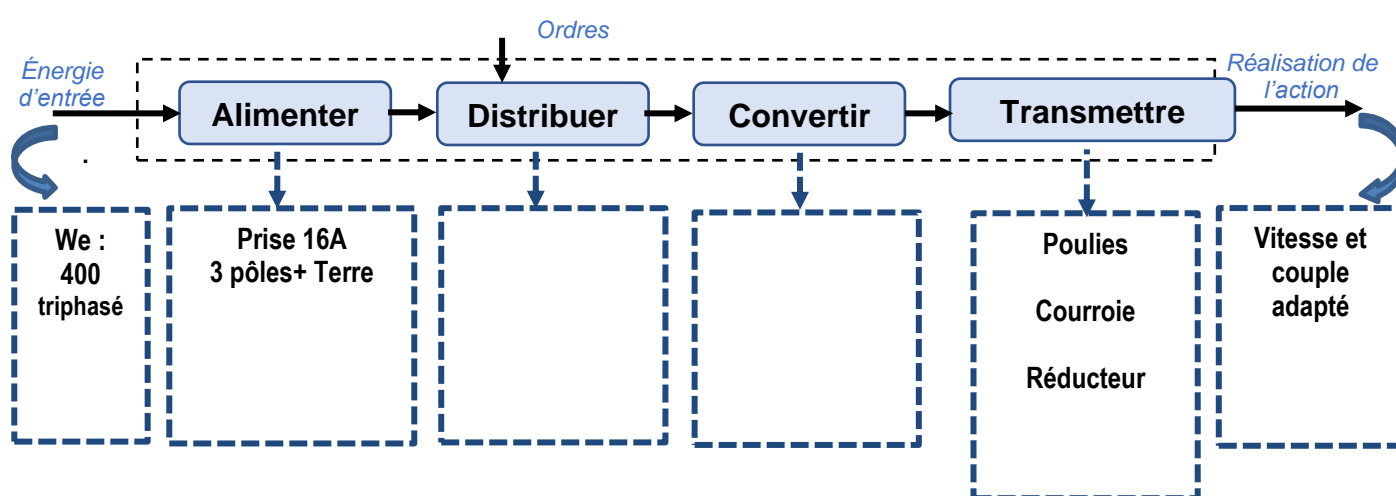 Ordres
Énergie
d'entrée
Réalisation de
l'action
Alimenter
Distribuer
Convertir
Transmettre
.
We :
400
triphasé
Prise 16A
3 pôles+ Terre
Poulies
Courroie
Réducteur
Vitesse et
couple
adapté